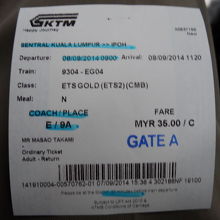 KTM
SENTRAL KUALA LUMPUR >> IPOH
Departure: 08/09/2014 0900 Arrival: 08/09/2014 1120
Train : 9304 - EG04
Class: ETS GOLD (ETS2)(CMB)
Meal: N
COACH / PLACE FARE
E / 9A MYR 35.00 / C
GATE A
MR MASAO TAKAMI
Ordinary Ticket
Adult - Return